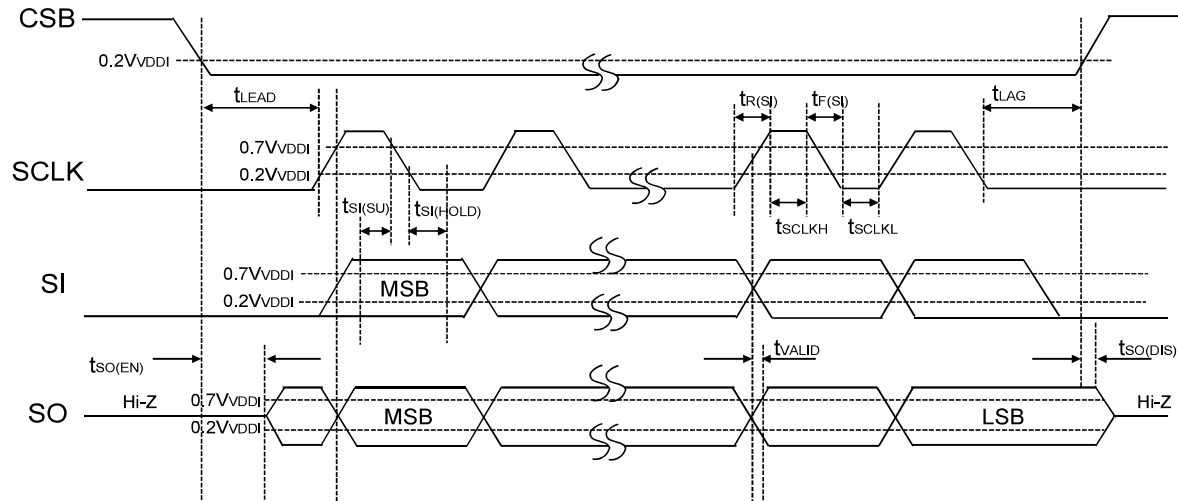 CSB
0.2VVDDI
tLEAD
tR(SI)
tF(SI)
tLAG
SCLK
0.7VVDDI
0.2VVDDI
tSI(SU)
tSI(HOLD)
tSCLKH
tSCLKL
SI
0.7VVDDI
0.2VVDDI
MSB
tSO(EN)
tVALID
tSO(DIS)
SO
Hi-Z
0.7VVDDI
0.2VVDDI
MSB
LSB
Hi-Z